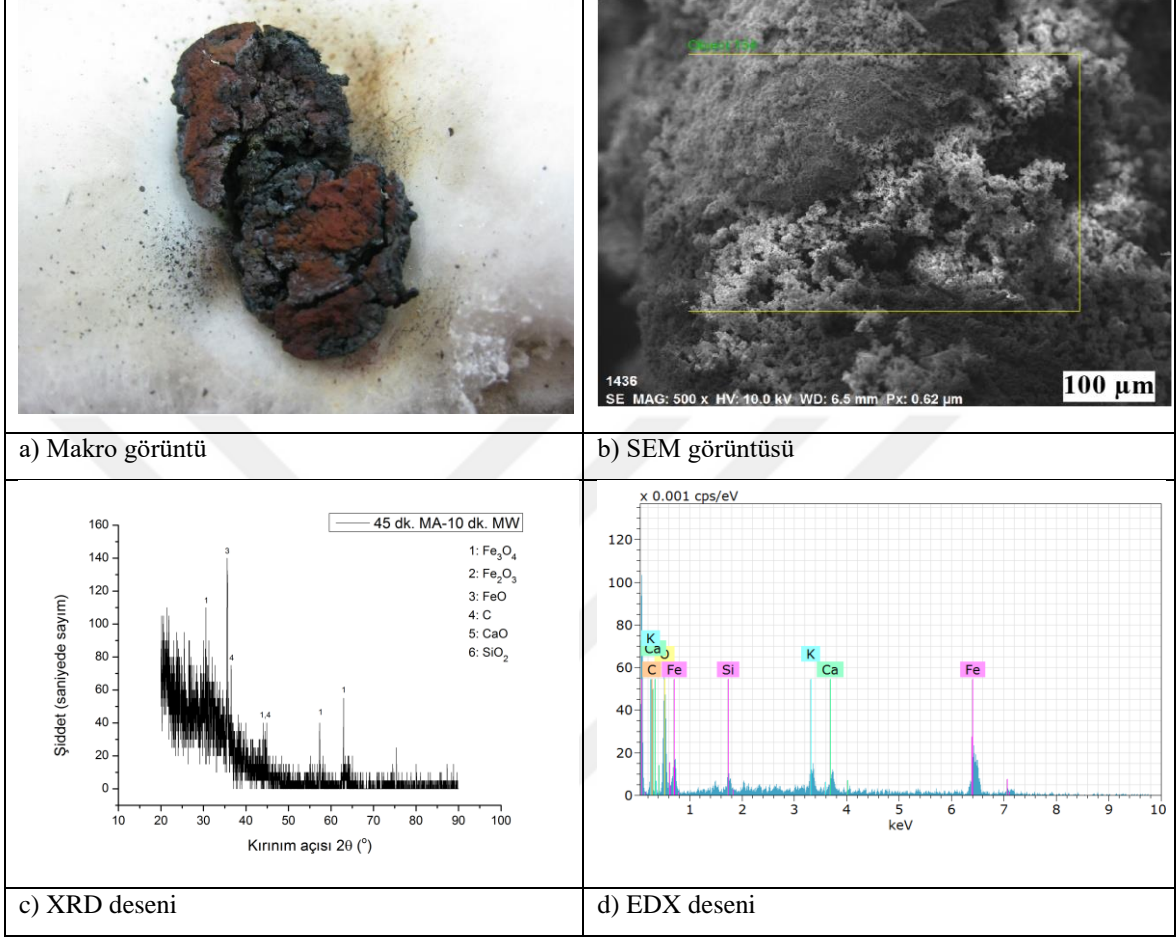 1436
SE MAG: 500 x HV: 10.0 kV WD: 6.5 mm Px: 0.62 µm
100 µm
a) Makro görüntü
b) SEM görüntüsü
45 dk. MA-10 dk. MW
1: Fe₃O₄
2: Fe₂O₃
3: FeO
4: C
5: CaO
6: SiO₂
3
1
4
1,4
1
1
160
140
120
100
80
60
40
20
0
10 20 30 40 50 60 70 80 90 100
Şiddet (saniyede sayım)
Kırınım açısı 2θ (°)
x 0.001 cps/eV
120
100
80
60
40
20
0
K
Ca O K
C Fe Si Ca Fe
1 2 3 4 5 6 7 8 9 10
keV
c) XRD deseni
d) EDX deseni